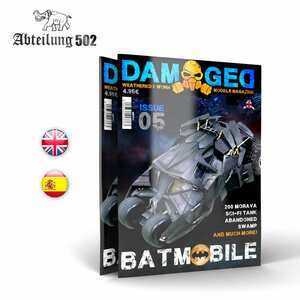 Abteilung 502
DAMAGED
WEATHERED &
MODELS MAGAZINE
4.95€
ISSUE
05
200 MORAVA
SCI-FI TANK
ABANDONED
SWAMP
AND MUCH MORE!
BATMOBILE